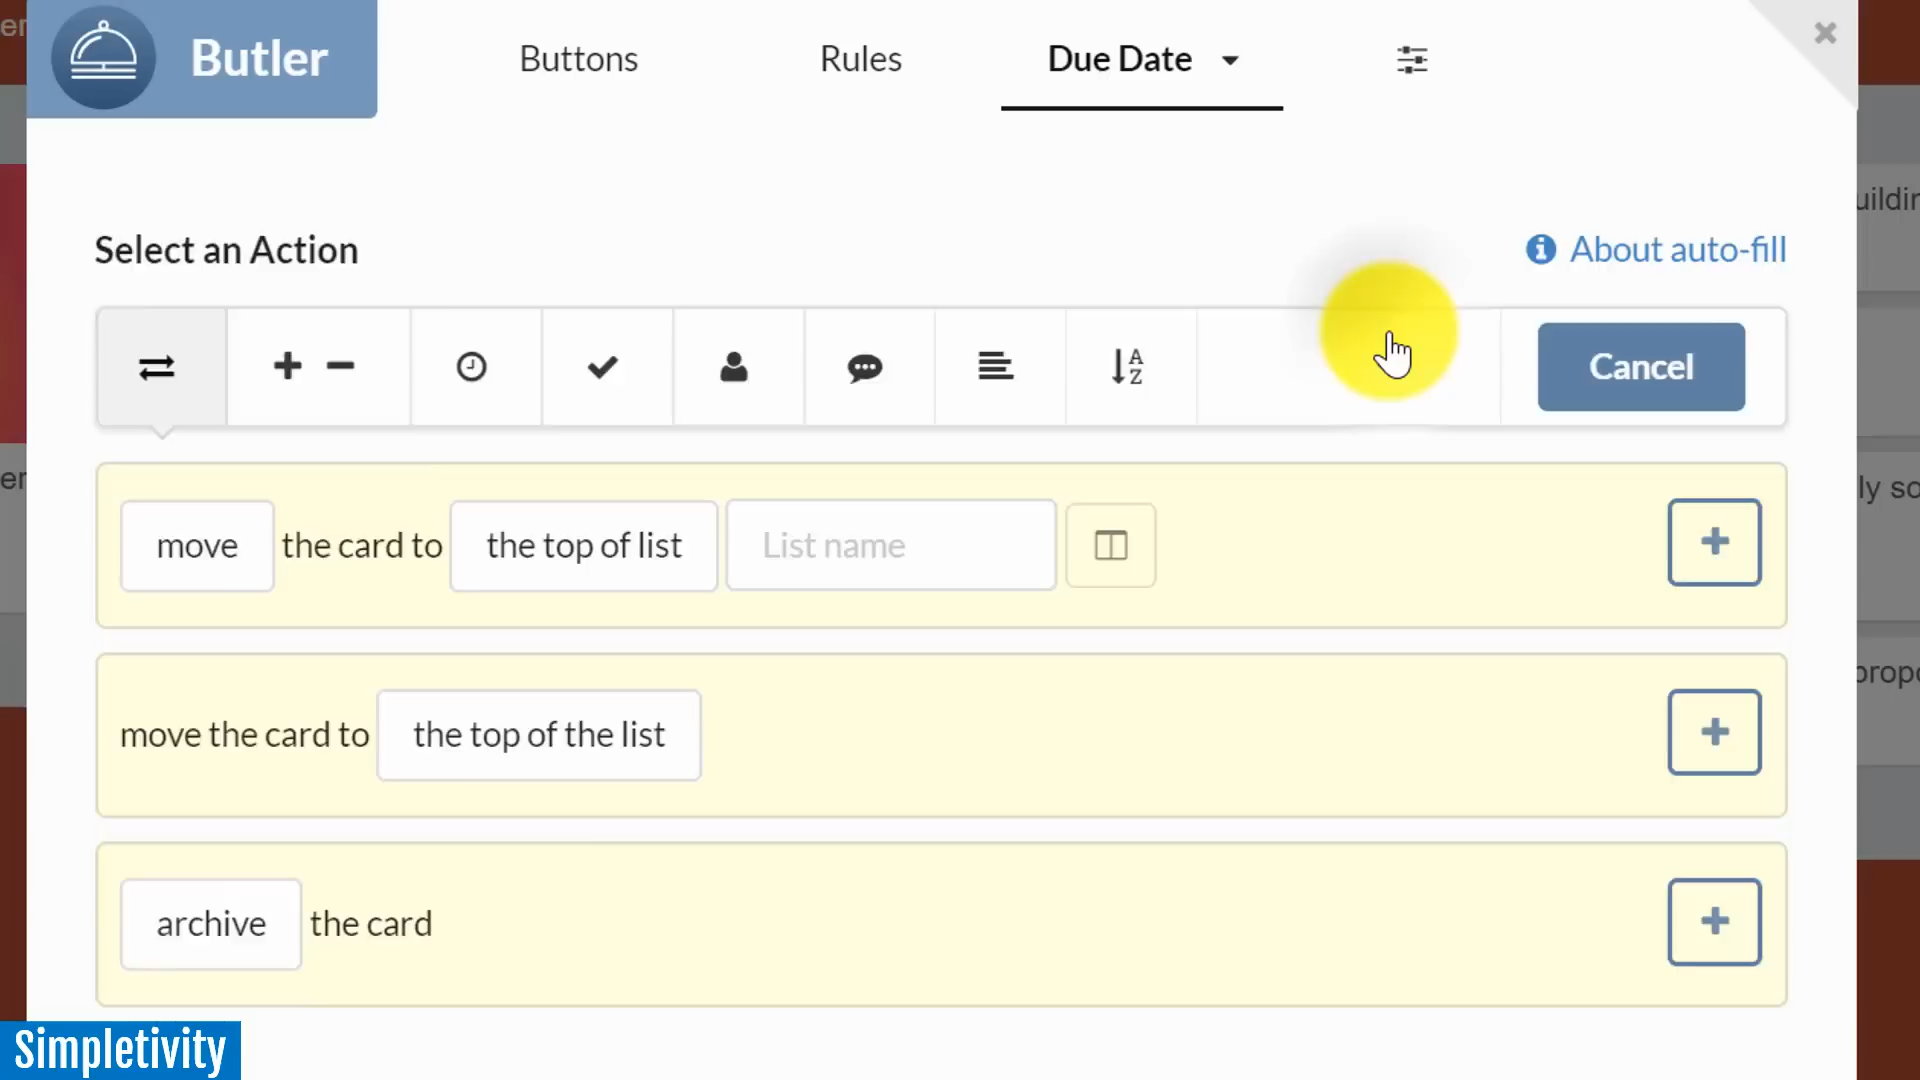 Butler
Buttons
Rules
Due Date
Select an Action
About auto-fill
A
Z
Cancel
move the card to the top of list List name
move the card to the top of the list
archive the card
Simpletivity